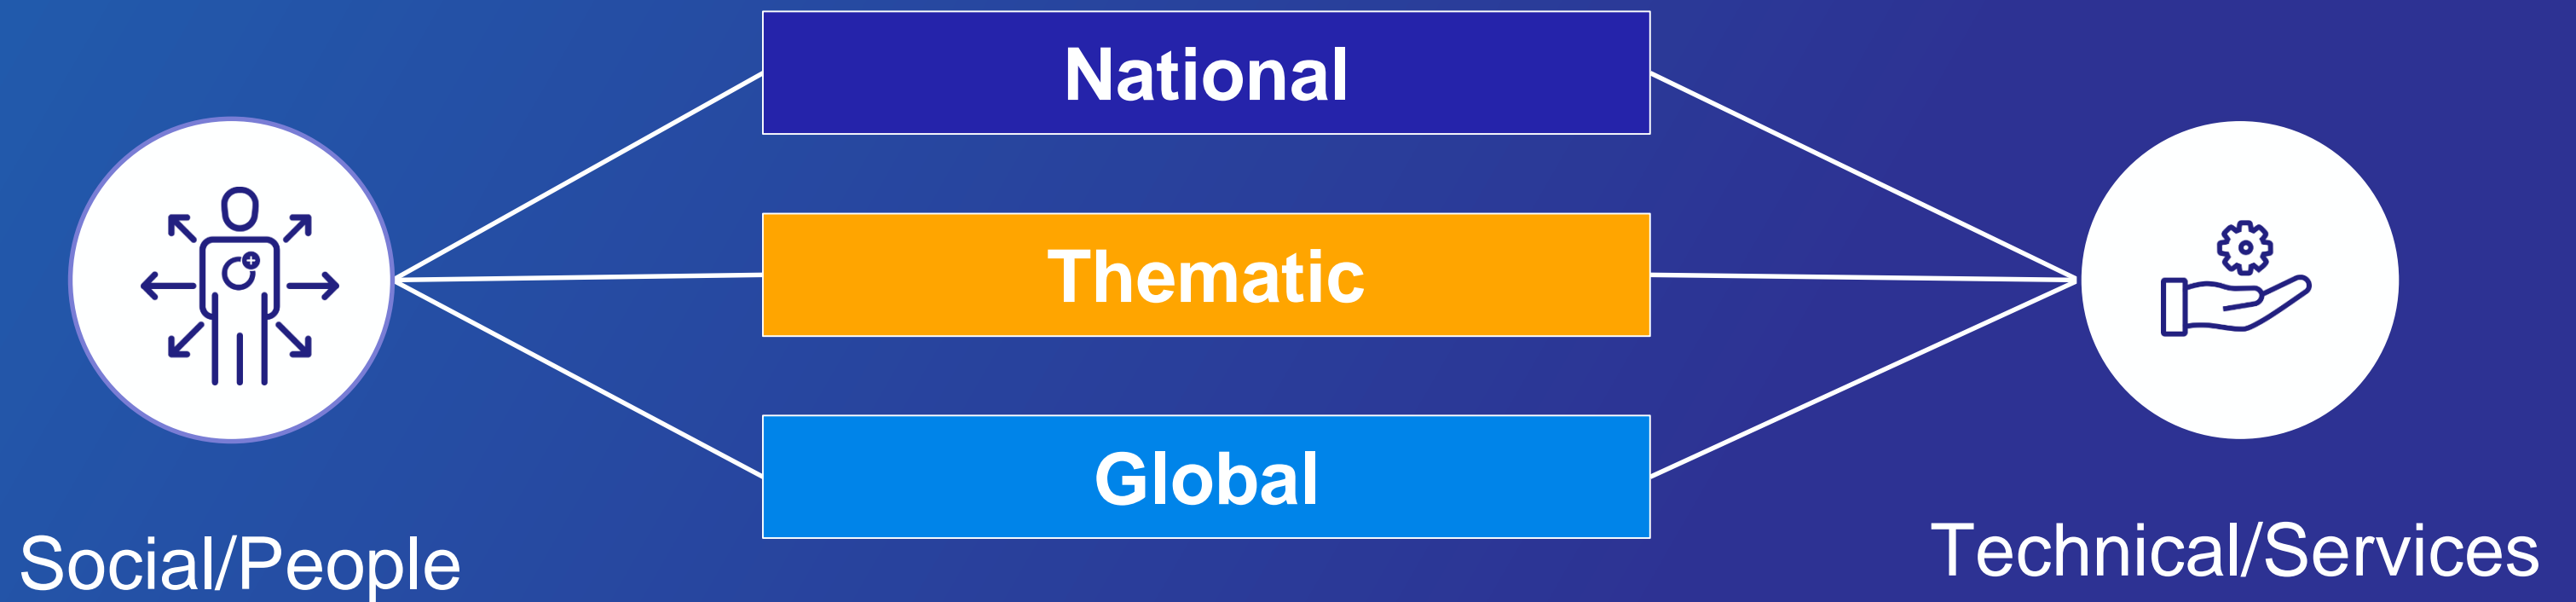 National
Thematic
Global
Social/People
Technical/Services